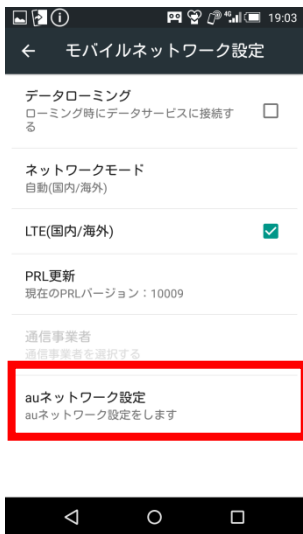 19:03
モバイルネットワーク設定
データローミング
ローミング時にデータサービスに接続す
る
ネットワークモード
自動(国内/海外)
LTE(国内/海外)
PRL更新
現在のPRLバージョン：10009
通信事業者
通信事業者を選択する
auネットワーク設定
auネットワーク設定をします